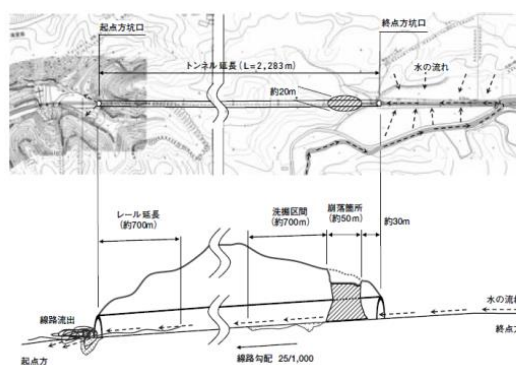 起点方坑口
終点方坑口
トンネル延長(L=2,283m)
水の流れ
約20m
レール延長
(約700m)
洗掘区間
(約700m)
崩落箇所
(約50m)
約30m
線路流出
水の流れ
起点方
線路勾配 25/1,000
終点方